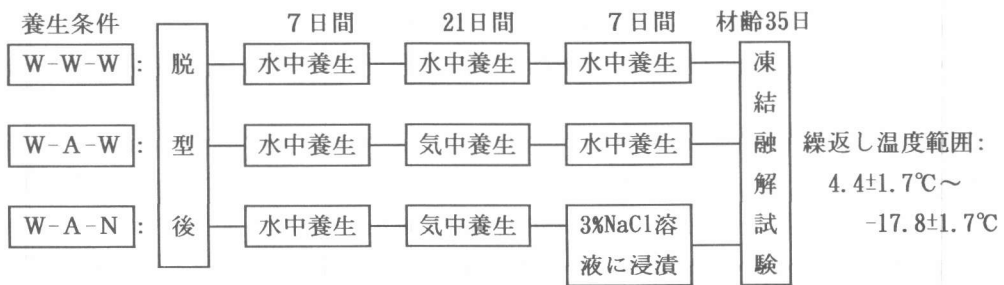 養生条件 7日間 21日間 7日間 材齢35日
W-W-W: 水中養生 水中養生 水中養生
W-A-W: 水中養生 気中養生 水中養生
W-A-N: 水中養生 気中養生 3%NaCl溶
液に浸漬
脱型後
凍結融解試験
繰返し温度範囲:
4.4±1.7℃~
-17.8±1.7℃